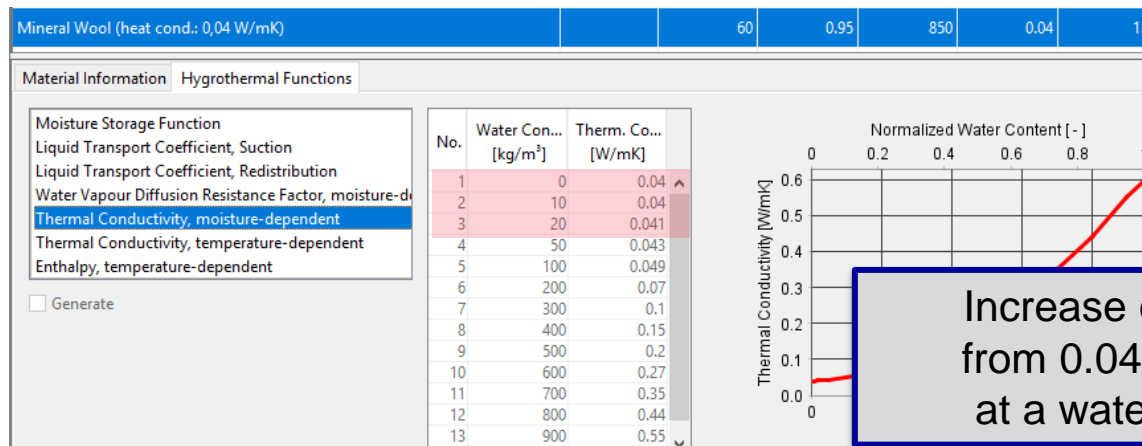 Mineral Wool (heat cond.: 0,04 W/mK) 60 0.95 850 0.04
Material Information Hygrothermal Functions
Moisture Storage Function
Liquid Transport Coefficient, Suction
Liquid Transport Coefficient, Redistribution
Water Vapour Diffusion Resistance Factor, moisture-d
Thermal Conductivity, moisture-dependent
Thermal Conductivity, temperature-dependent
Enthalpy, temperature-dependent
Generate
No. Water Con... [kg/m³] Therm. Co... [W/mK]
1 0 0.04
2 10 0.04
3 20 0.041
4 50 0.043
5 100 0.049
6 200 0.07
7 300 0.1
8 400 0.15
9 500 0.2
10 600 0.27
11 700 0.35
12 800 0.44
13 900 0.55
Normalized Water Content [ - ]
0 0.2 0.4 0.6 0.8
Thermal Conductivity [W/mK]
0.6
0.5
0.4
0.3
0.2
0.1
0.0
0
Increase
from 0.04
at a wate